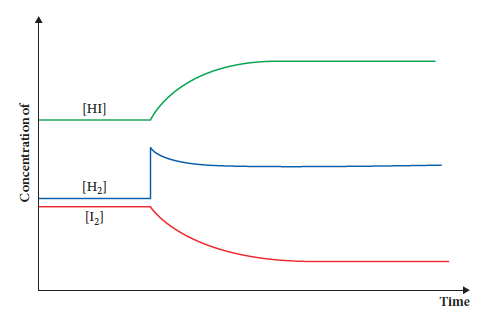 Concentration of
[HI]
[H₂]
[I₂]
Time